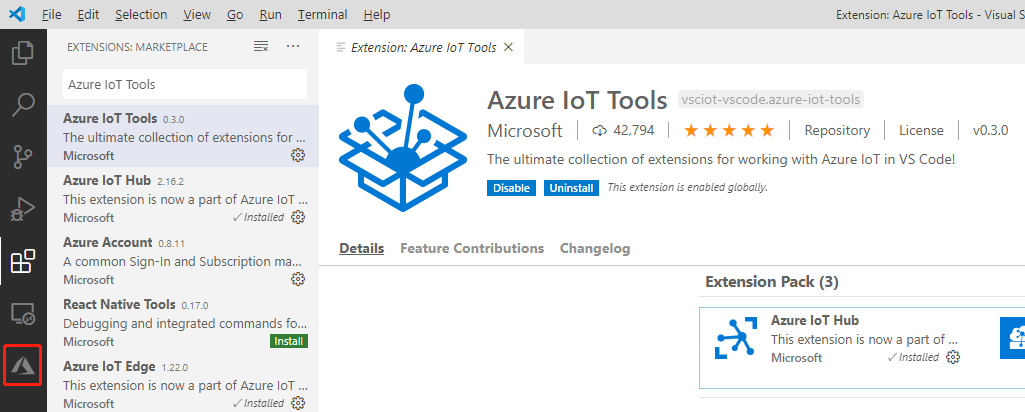 File Edit Selection View Go Run Terminal Help Extension: Azure IoT Tools - Visual S
EXTENSIONS: MARKETPLACE
Azure IoT Tools
Azure IoT Tools 0.3.0
The ultimate collection of extensions for ...
Microsoft
Azure IoT Hub 2.16.2
This extension is now a part of Azure IoT ...
Microsoft ✓Installed
Azure Account 0.8.11
A common Sign-In and Subscription ma...
Microsoft
React Native Tools 0.17.0
Debugging and integrated commands fo...
Microsoft Install
Azure IoT Edge 1.22.0
This extension is now a part of Azure IoT ...
Microsoft ✓Installed
Extension: Azure IoT Tools
Azure IoT Tools vsciot-vscode.azure-iot-tools
Microsoft 42,794 ★★★★★ Repository License v0.3.0
The ultimate collection of extensions for working with Azure IoT in VS Code!
Disable Uninstall This extension is enabled globally.
Details Feature Contributions Changelog
Extension Pack (3)
Azure IoT Hub
This extension is now a part of ...
Microsoft ✓Installed